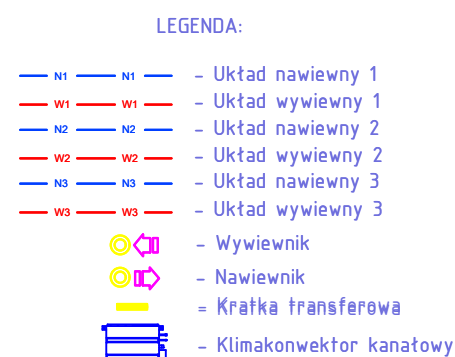 LEGENDA:
N1 N1 - Układ nawiewny 1
W1 W1 - Układ wywiewny 1
N2 N2 - Układ nawiewny 2
W2 W2 - Układ wywiewny 2
N3 N3 - Układ nawiewny 3
W3 W3 - Układ wywiewny 3
- Wywiewnik
- Nawiewnik
= Kratka transferowa
- Klimakonwektor kanałowy